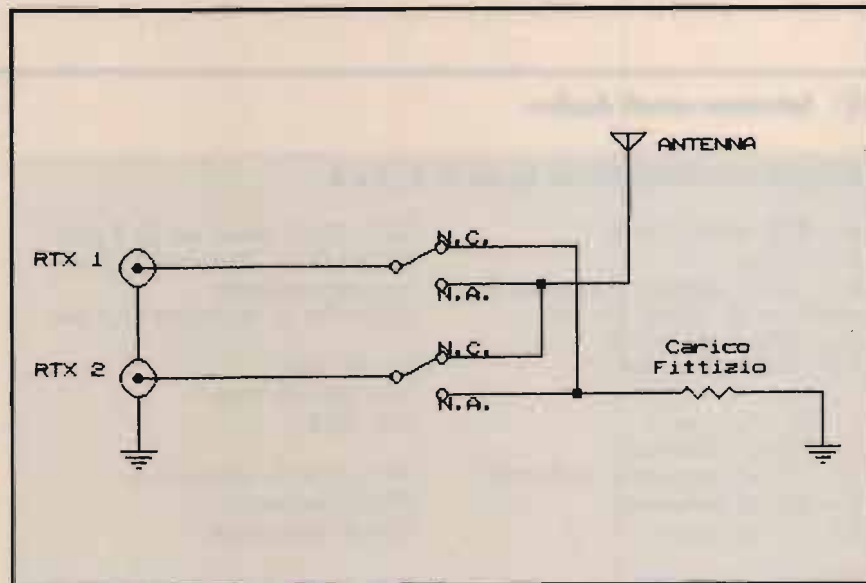 ANTENNA
N.C.
RTX 1
N.A.
N.C.
RTX 2
N.A.
Carico
Fittizio